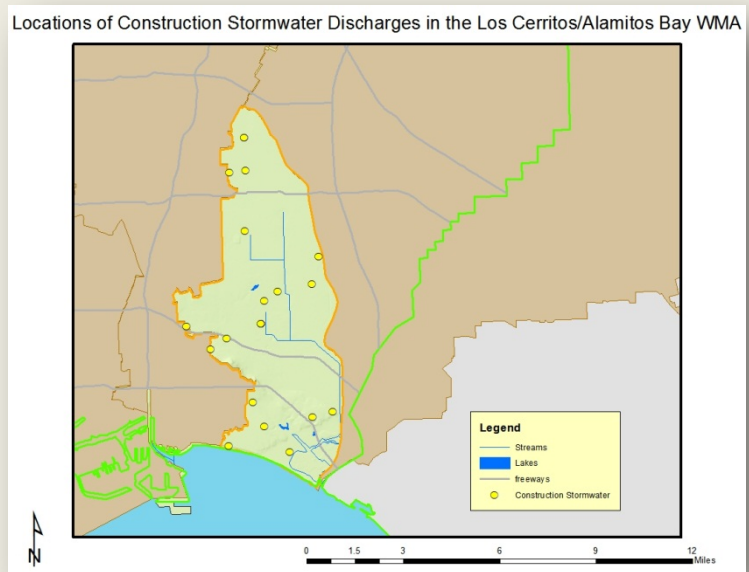 Locations of Construction Stormwater Discharges in the Los Cerritos/Alamitos Bay WMA
Legend
Streams
Lakes
freeways
Construction Stormwater
N
0 1.5 3 6 9 12
Miles